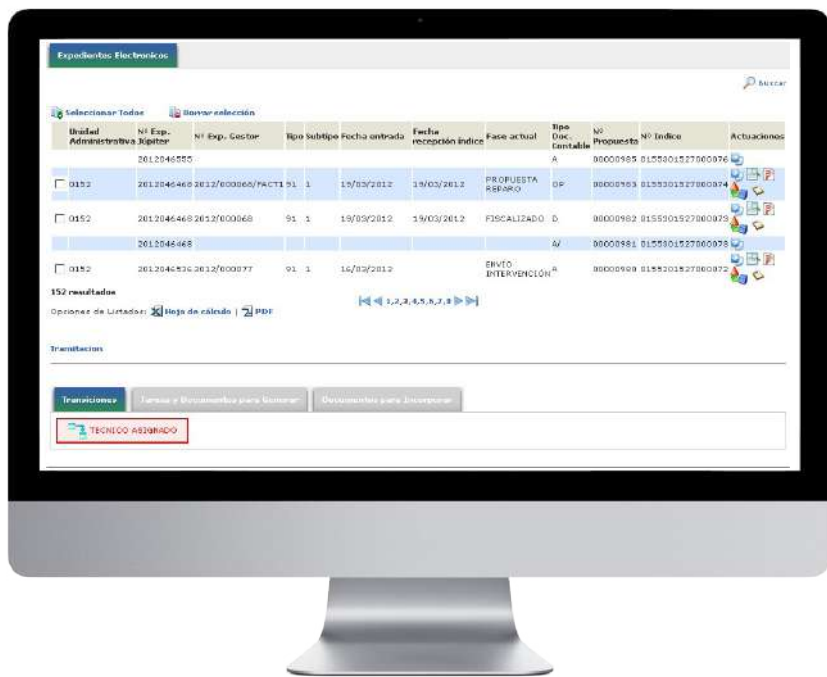 Expedientes Electronicos
buscar
Seleccionar Todos Borrar selección
Unidad Administrativa Nº Exp. Júpiter Nº Exp. Gestor Tipo Subtipo Fecha entrada Fecha recepción índice Fase actual Tipo Doc. Contable Nº Propuesta Nº Indice Actuaciones
2012046555 A 00000985 0155301527000076
0152 2012046468 2012/000068/FACT1 91 1 19/03/2012 19/03/2012 PROPUESTA REPARO OP 00000983 0155301527000074
0152 2012046468 2012/000068 91 1 19/03/2012 19/03/2012 FISCALIZADO D 00000982 0155301527000073
2012046468 A/ 00000981 0155301527000073
0152 2012046536 2012/000077 91 1 16/03/2012 ENVÍO INTERVENCIÓN 0155301527000072
152 resultados
1,2,3,4,5,6,7,8
Opciones de Listados: Hoja de cálculo | PDF
Tramitacion
Transiciones Tareas y Documentos para Generar Documentos para Incorporar
TECNICO ASIGNADO